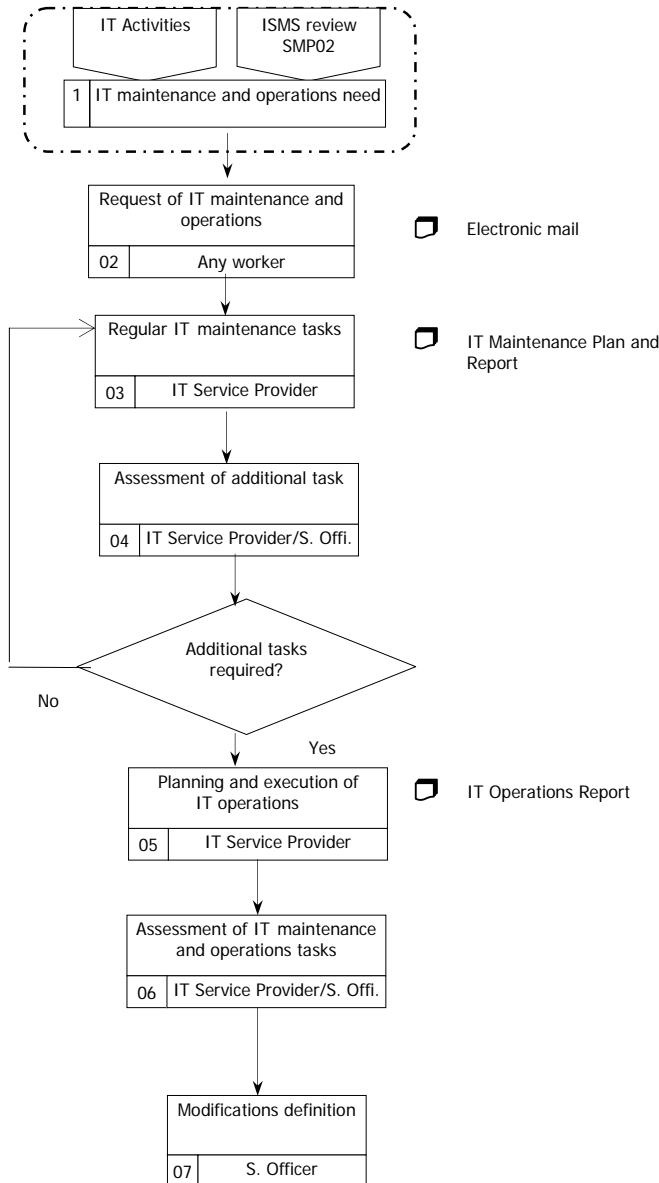 IT Activities
ISMS review
SMP02
1 IT maintenance and operations need
Request of IT maintenance and
operations
02 Any worker
Electronic mail
Regular IT maintenance tasks
03 IT Service Provider
IT Maintenance Plan and
Report
Assessment of additional task
04 IT Service Provider/S. Offi.
Additional tasks
required?
No
Yes
Planning and execution of
IT operations
05 IT Service Provider
IT Operations Report
Assessment of IT maintenance
and operations tasks
06 IT Service Provider/S. Offi.
Modifications definition
07 S. Officer